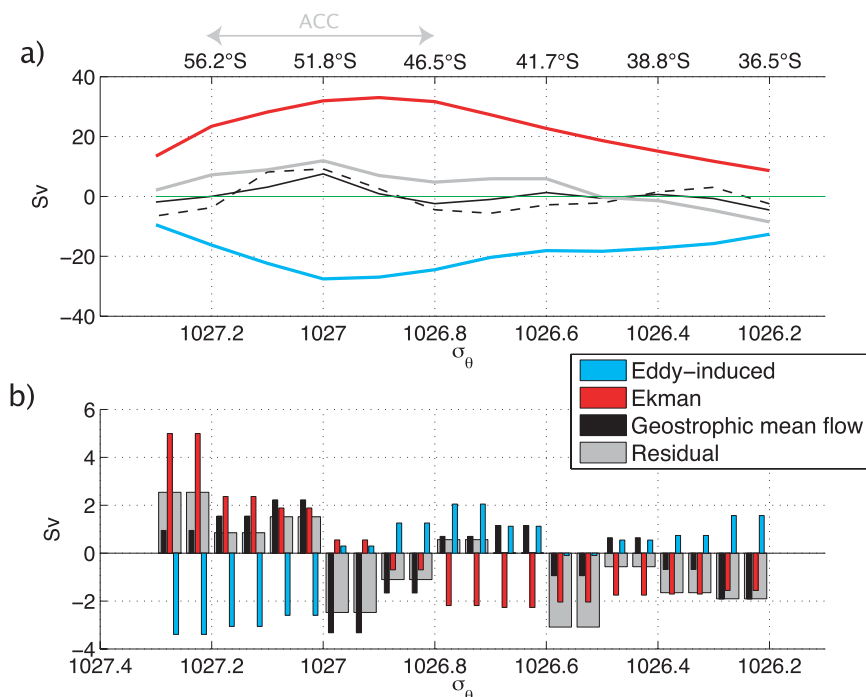 ACC
a)
56.2°S 51.8°S 46.5°S 41.7°S 38.8°S 36.5°S
40
20
0
−20
−40
Sv
1027.2 1027 1026.8 1026.6 1026.4 1026.2
σθ
Eddy−induced
Ekman
Geostrophic mean flow
Residual
b)
6
4
2
0
−2
−4
Sv
1027.4 1027.2 1027 1026.8 1026.6 1026.4 1026.2
σθ